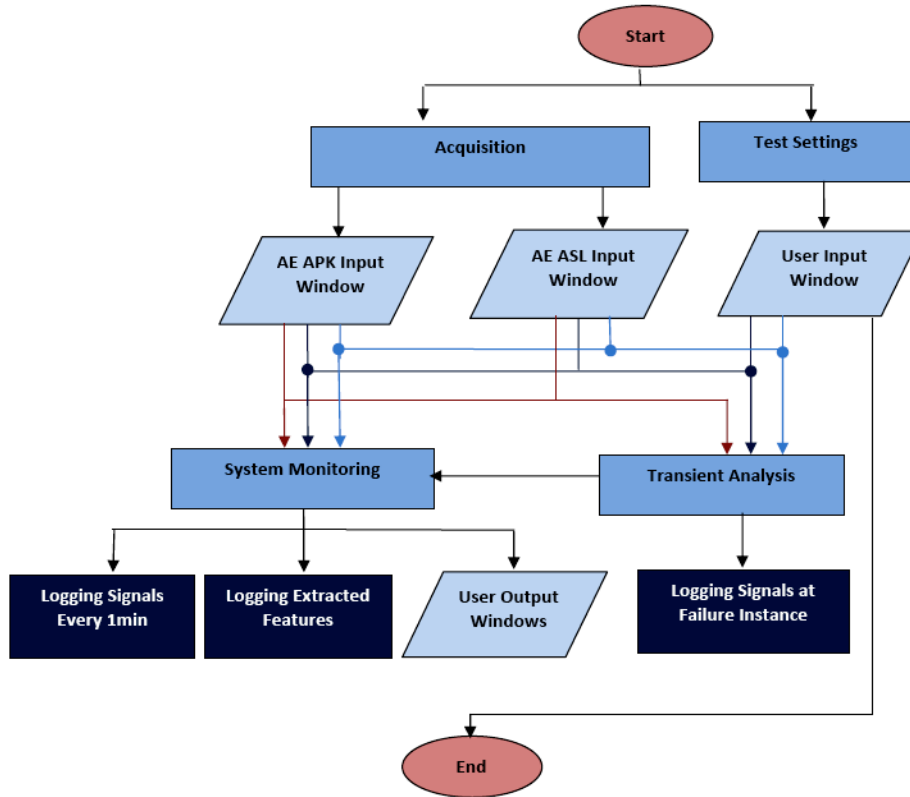 Start
Acquisition
Test Settings
AE APK Input
Window
AE ASL Input
Window
User Input
Window
System Monitoring
Transient Analysis
Logging Signals
Every 1min
Logging Extracted
Features
User Output
Windows
Logging Signals at
Failure Instance
End